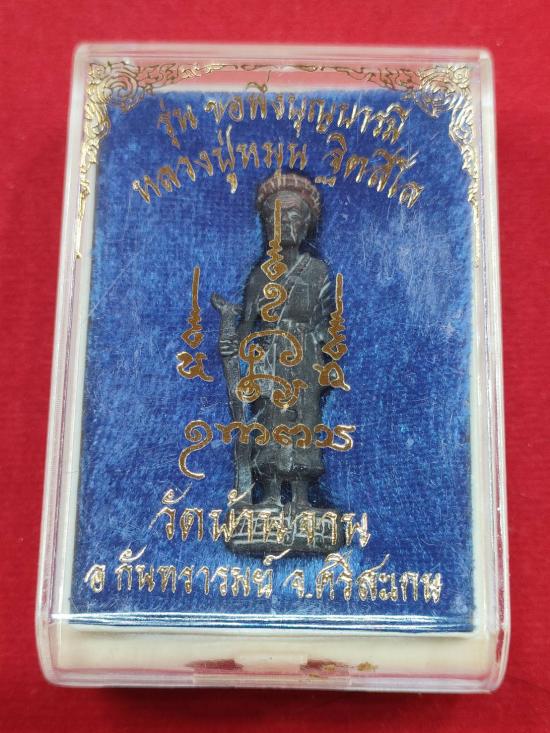 รุ่น ขอพึ่งบุญบารมี
หลวงปู่หมุน ฐิตสีโล
วัดบ้านจาน
อ.กันทรารมย์ จ.ศรีสะเกษ